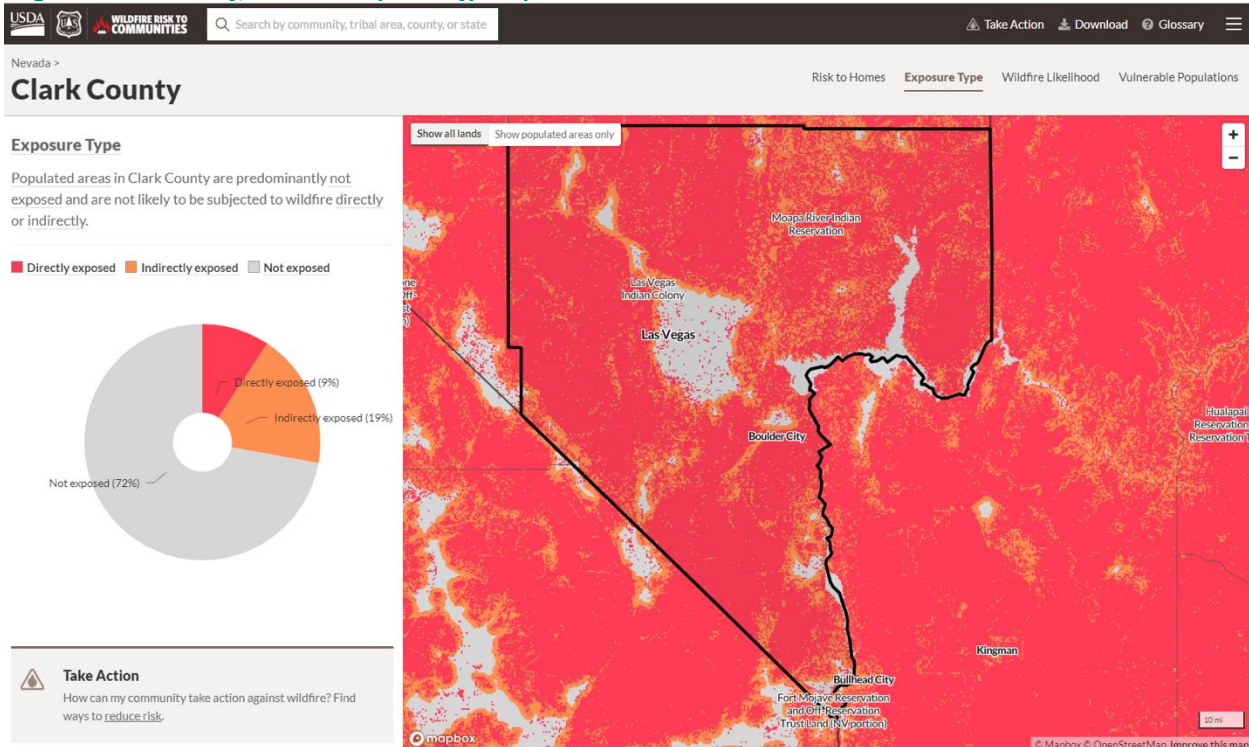 USDA
UAS
WILDFIRE RISK TO
COMMUNITIES
Search by community, tribal area, county, or state
Take Action
Download
Glossary
Nevada >
Clark County
Risk to Homes
Exposure Type
Wildfire Likelihood
Vulnerable Populations
Exposure Type
Populated areas in Clark County are predominantly not
exposed and are not likely to be subjected to wildfire directly
or indirectly.
Directly exposed
Indirectly exposed
Not exposed
Directly exposed (9%)
Indirectly exposed (19%)
Not exposed (72%)
Take Action
How can my community take action against wildfire? Find
ways to reduce risk.
Show all lands
Show populated areas only
+
−
Moapa River Indian
Reservation
Las Vegas
Indian Colony
Las Vegas
Boulder City
Hualapai
Reservation
Reservation T
Kingman
Bullhead City
Fort Mojave Reservation
and Off-Reservation
Trust Land (NV portion)
10 mi
mapbox
© Mapbox © OpenStreetMap Improve this map